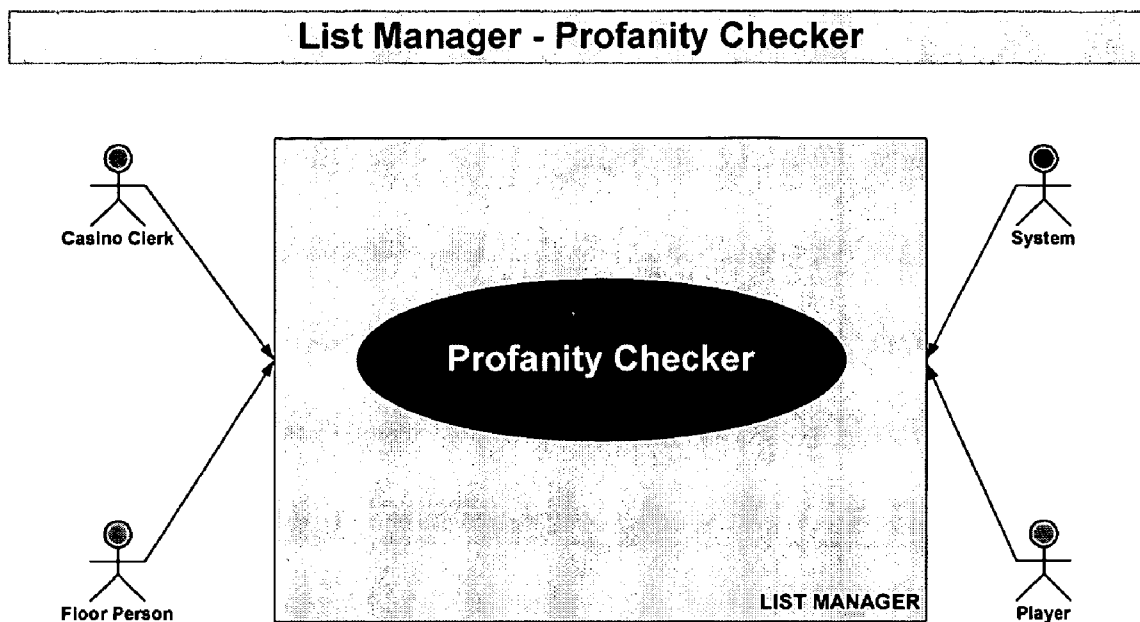 List Manager - Profanity Checker
Casino Clerk
System
Profanity Checker
Floor Person
LIST MANAGER
Player